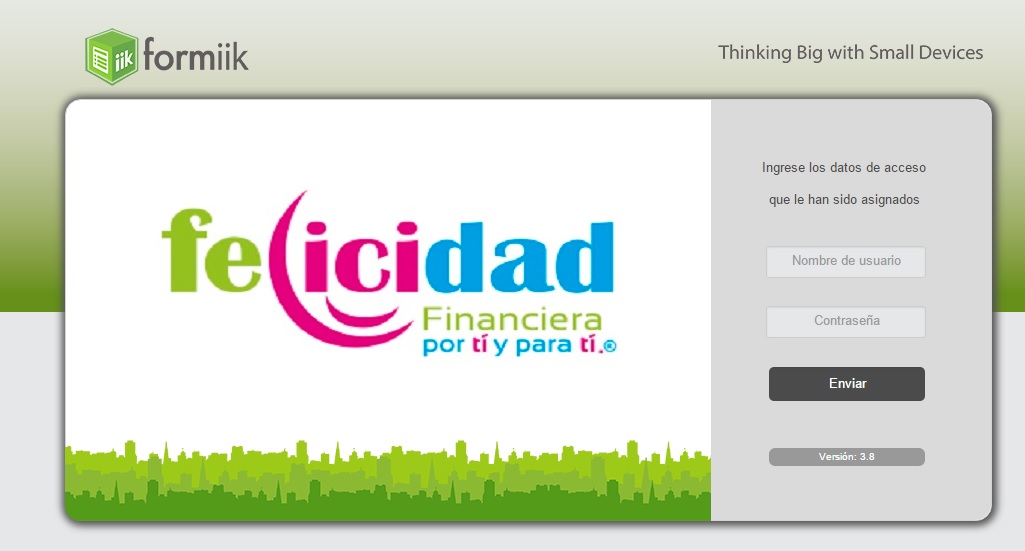 iik formiik
Thinking Big with Small Devices
Ingrese los datos de acceso
que le han sido asignados
felicidad
Financiera
por tí y para tí.®
Nombre de usuario
Contraseña
Enviar
Versión: 3.8